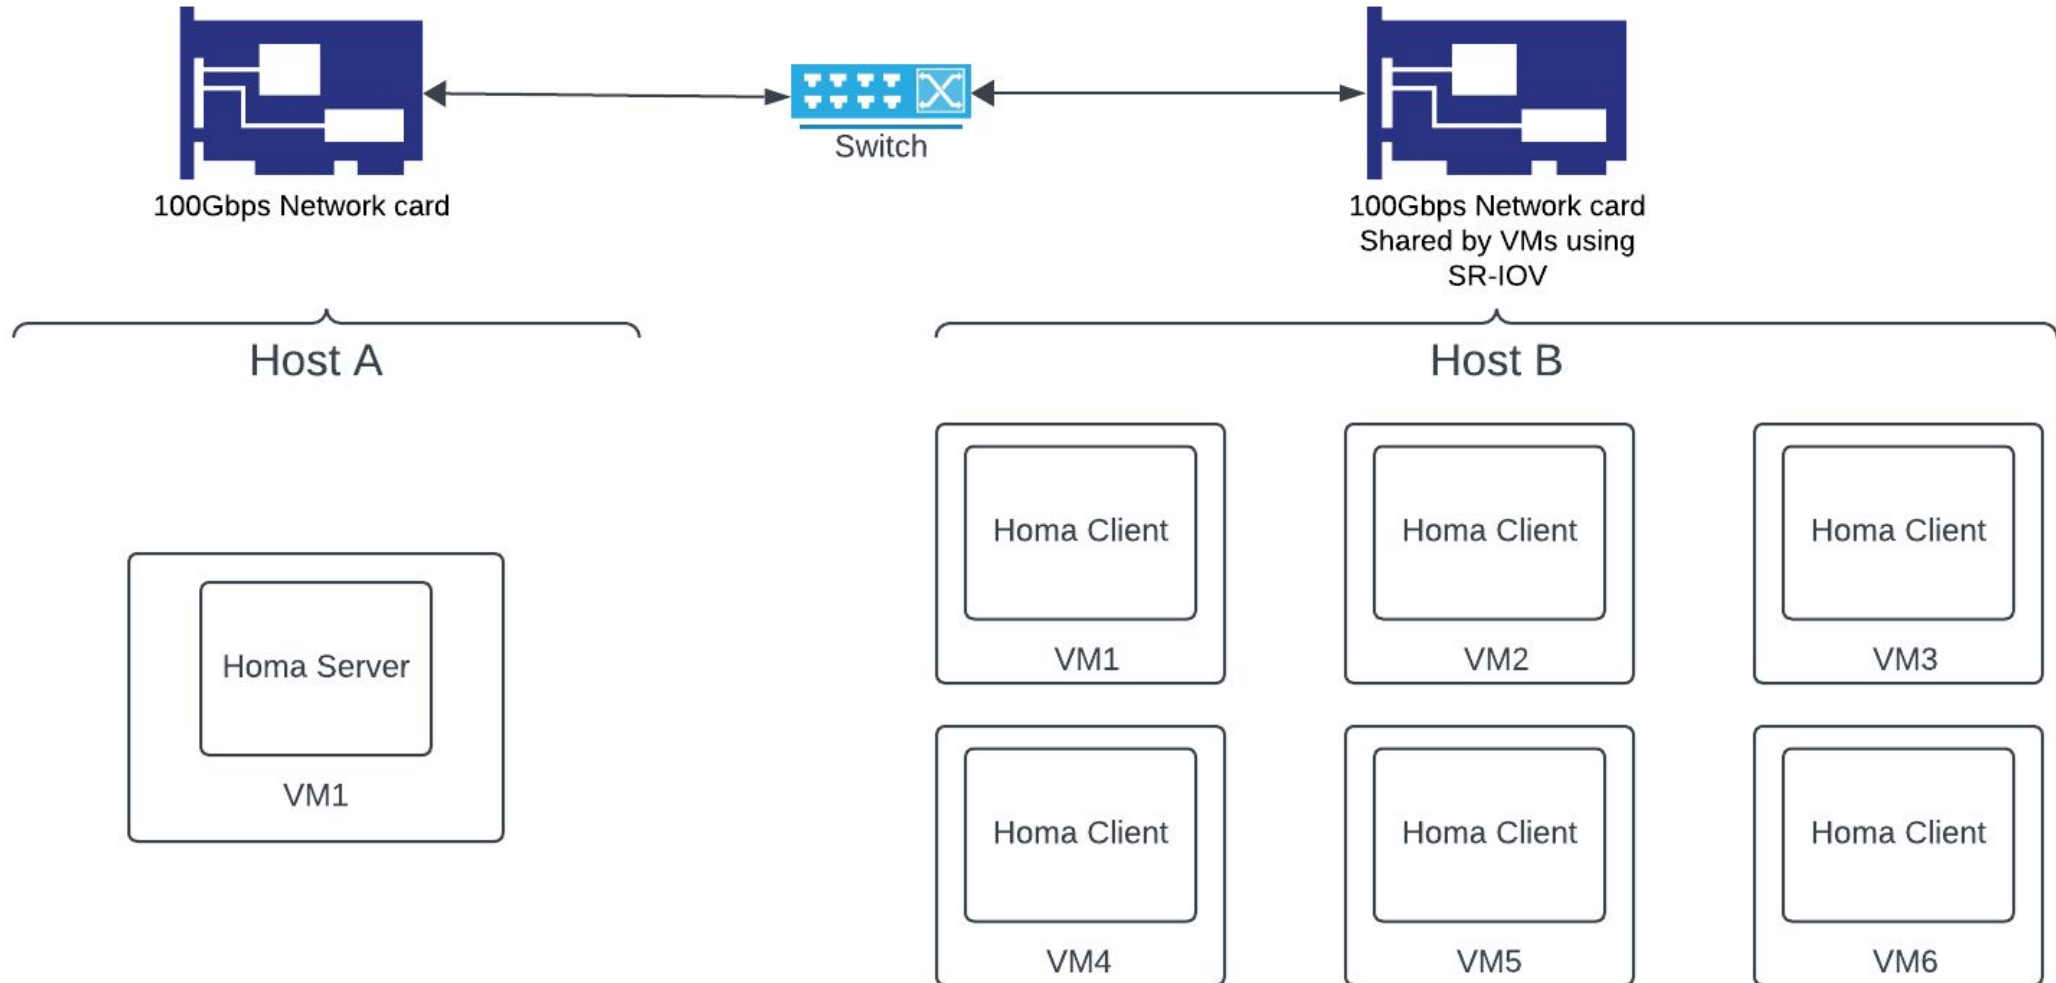 Switch
100Gbps Network card
100Gbps Network card
Shared by VMs using
SR-IOV
Host A
Host B
Homa Client
Homa Client
Homa Client
VM1
VM2
VM3
Homa Server
VM1
Homa Client
Homa Client
Homa Client
VM4
VM5
VM6